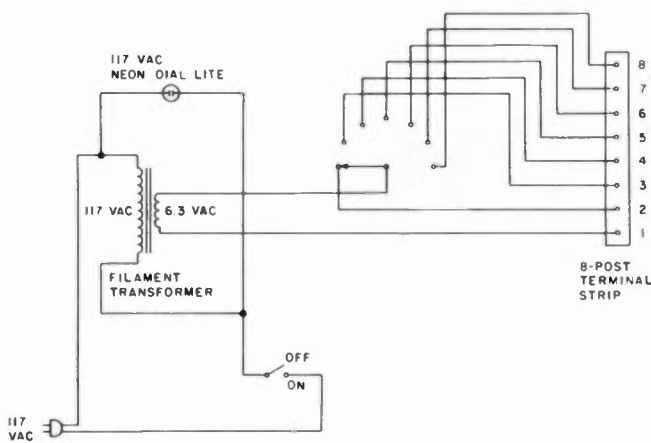 117 VAC
NEON DIAL LITE
8
7
6
5
4
3
2
1
117 VAC
6.3 VAC
FILAMENT
TRANSFORMER
8-POST
TERMINAL
STRIP
OFF
ON
117
VAC